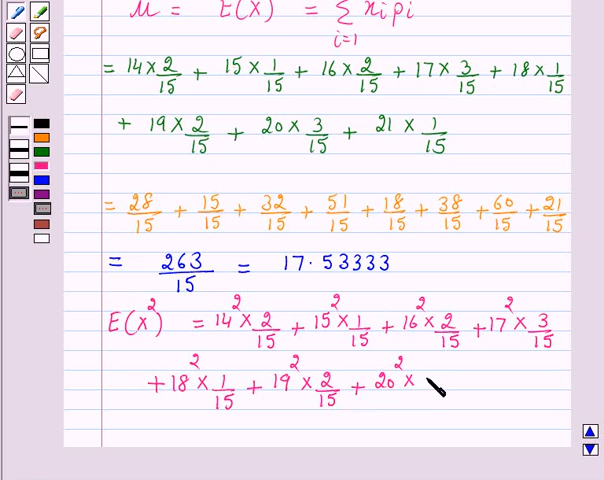 μ = E(X) = Σ xipi
i=1
= 14 × 2/15 + 15 × 1/15 + 16 × 2/15 + 17 × 3/15 + 18 × 1/15
+ 19 × 2/15 + 20 × 3/15 + 21 × 1/15
= 28/15 + 15/15 + 32/15 + 51/15 + 18/15 + 38/15 + 60/15 + 21/15
= 263/15 = 17.53333
E(X²) = 14² × 2/15 + 15² × 1/15 + 16² × 2/15 + 17² × 3/15
+ 18² × 1/15 + 19² × 2/15 + 20² ×